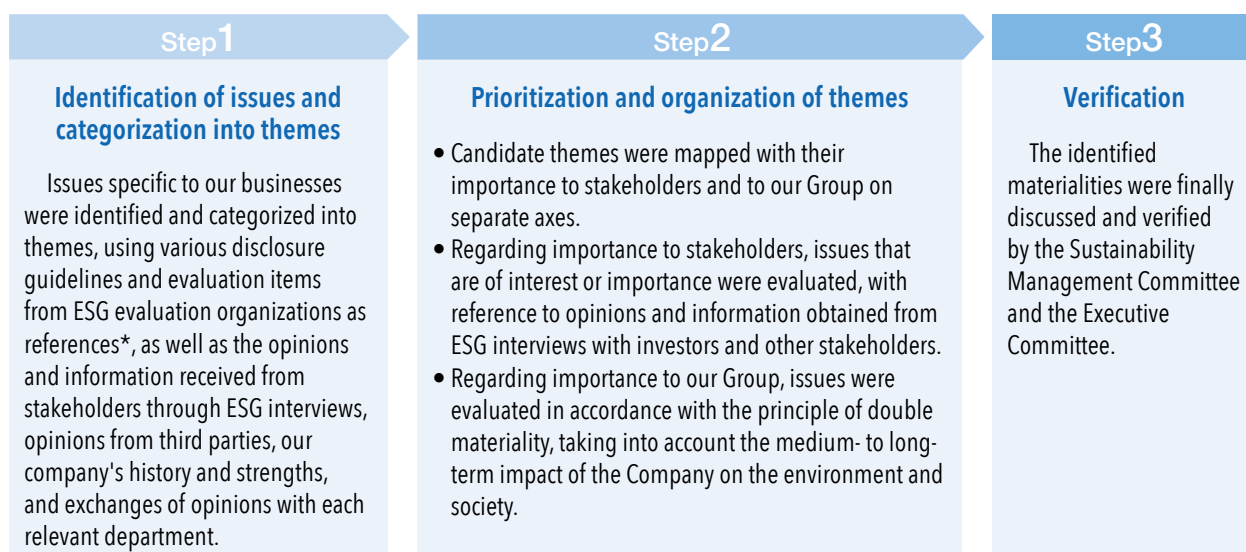 Step1
Identification of issues and
categorization into themes
Issues specific to our businesses
were identified and categorized into
themes, using various disclosure
guidelines and evaluation items
from ESG evaluation organizations as
references*, as well as the opinions
and information received from
stakeholders through ESG interviews,
opinions from third parties, our
company's history and strengths,
and exchanges of opinions with each
relevant department.
Step2
Prioritization and organization of themes
• Candidate themes were mapped with their
importance to stakeholders and to our Group on
separate axes.
• Regarding importance to stakeholders, issues that
are of interest or importance were evaluated, with
reference to opinions and information obtained from
ESG interviews with investors and other stakeholders.
• Regarding importance to our Group, issues were
evaluated in accordance with the principle of double
materiality, taking into account the medium- to long-
term impact of the Company on the environment and
society.
Step3
Verification
The identified
materialities were finally
discussed and verified
by the Sustainability
Management Committee
and the Executive
Committee.